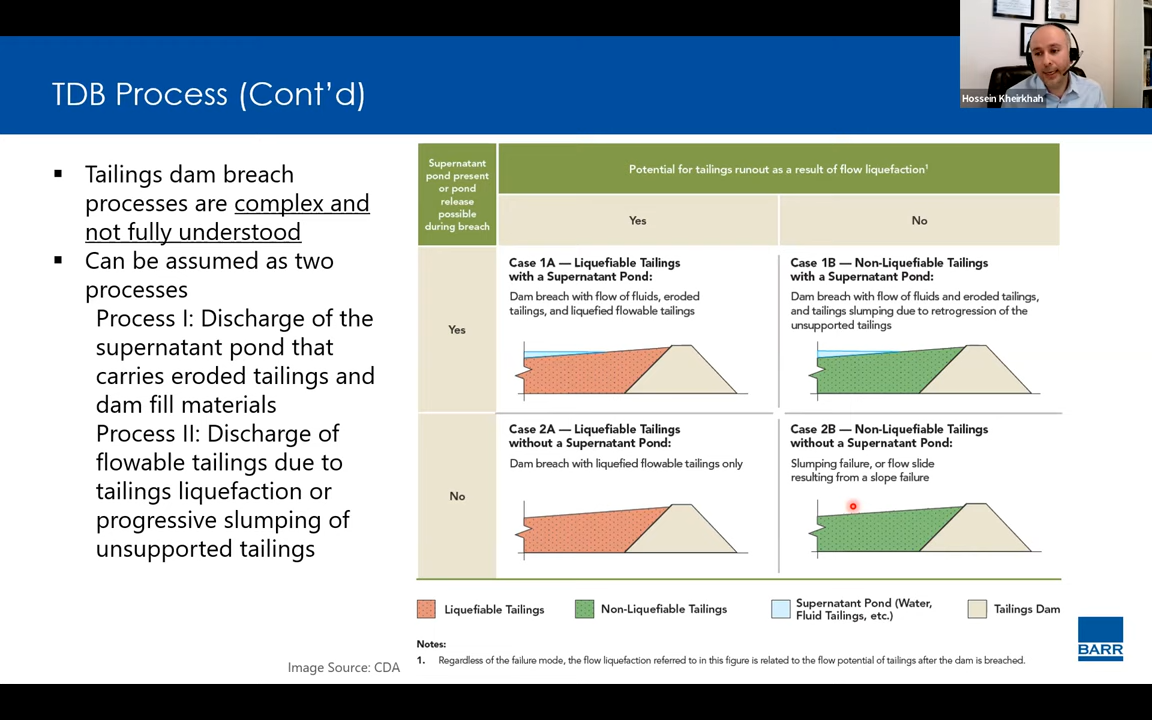 TDB Process (Cont'd)
Hossein Kheirkhah
▪ Tailings dam breach
processes are complex and
not fully understood
▪ Can be assumed as two
processes
Process I: Discharge of the
supernatant pond that
carries eroded tailings and
dam fill materials
Process II: Discharge of
flowable tailings due to
tailings liquefaction or
progressive slumping of
unsupported tailings
Image Source: CDA
Supernatant
pond present
or pond
release
possible
during breach
Potential for tailings runout as a result of flow liquefaction¹
Yes
No
Yes
Case 1A — Liquefiable Tailings
with a Supernatant Pond:
Dam breach with flow of fluids, eroded
tailings, and liquefied flowable tailings
Case 1B — Non-Liquefiable Tailings
with a Supernatant Pond:
Dam breach with flow of fluids and eroded tailings,
and tailings slumping due to retrogression of the
unsupported tailings
No
Case 2A — Liquefiable Tailings
without a Supernatant Pond:
Dam breach with liquefied flowable tailings only
Case 2B — Non-Liquefiable Tailings
without a Supernatant Pond:
Slumping failure, or flow slide
resulting from a slope failure
Liquefiable Tailings
Non-Liquefiable Tailings
Supernatant Pond (Water,
Fluid Tailings, etc.)
Tailings Dam
Notes:
1. Regardless of the failure mode, the flow liquefaction referred to in this figure is related to the flow potential of tailings after the dam is breached.
BARR